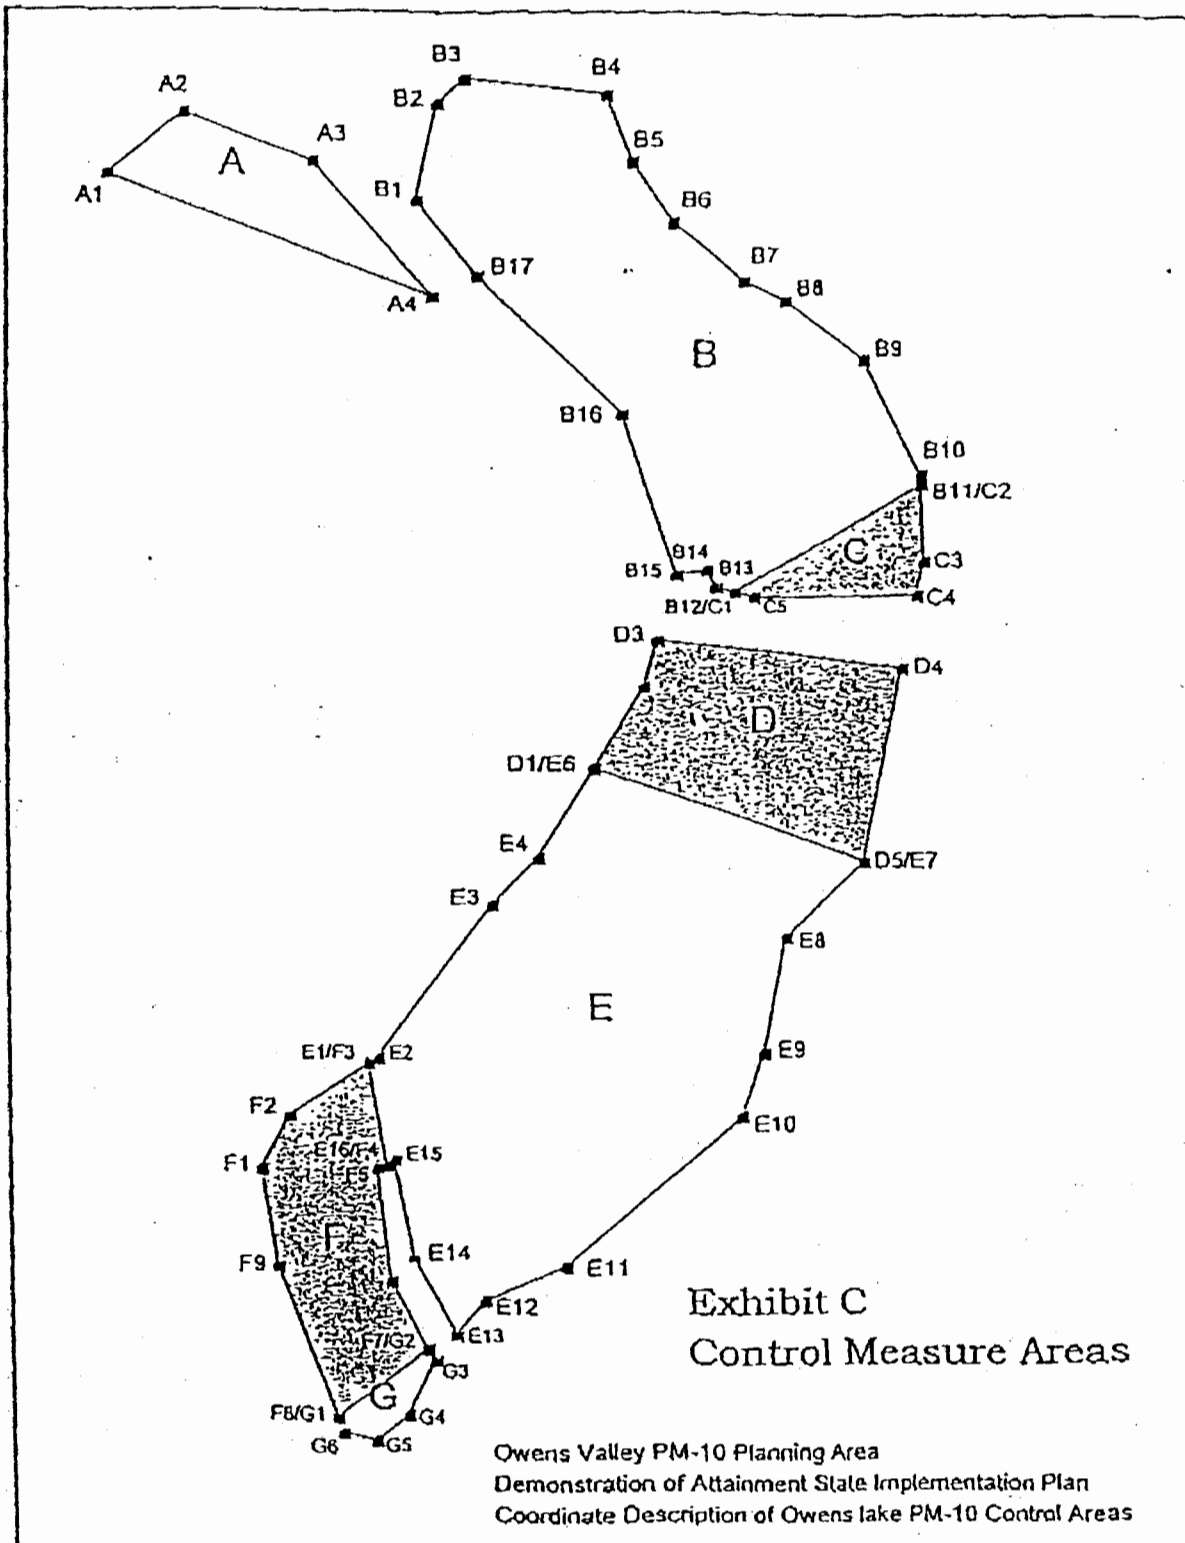 B3
B4
A2
B2
A3
B5
A
A1
B1
B6
B17
B7
B8
A4
B9
B
B16
B10
B11/C2
C
B14
B13
C3
B15
B12/C1
C5
C4
D3
D4
D
D1/E6
E4
D5/E7
E3
E8
E
E1/F3
E2
E9
F2
E10
E16/F4
E15
F1
F5
F
E14
F9
E11
Exhibit C
E12
E13
F7/G2
Control Measure Areas
G3
G
F8/G1
G4
G6
G5
Owens Valley PM-10 Planning Area
Demonstration of Attainment State Implementation Plan
Coordinate Description of Owens lake PM-10 Control Areas